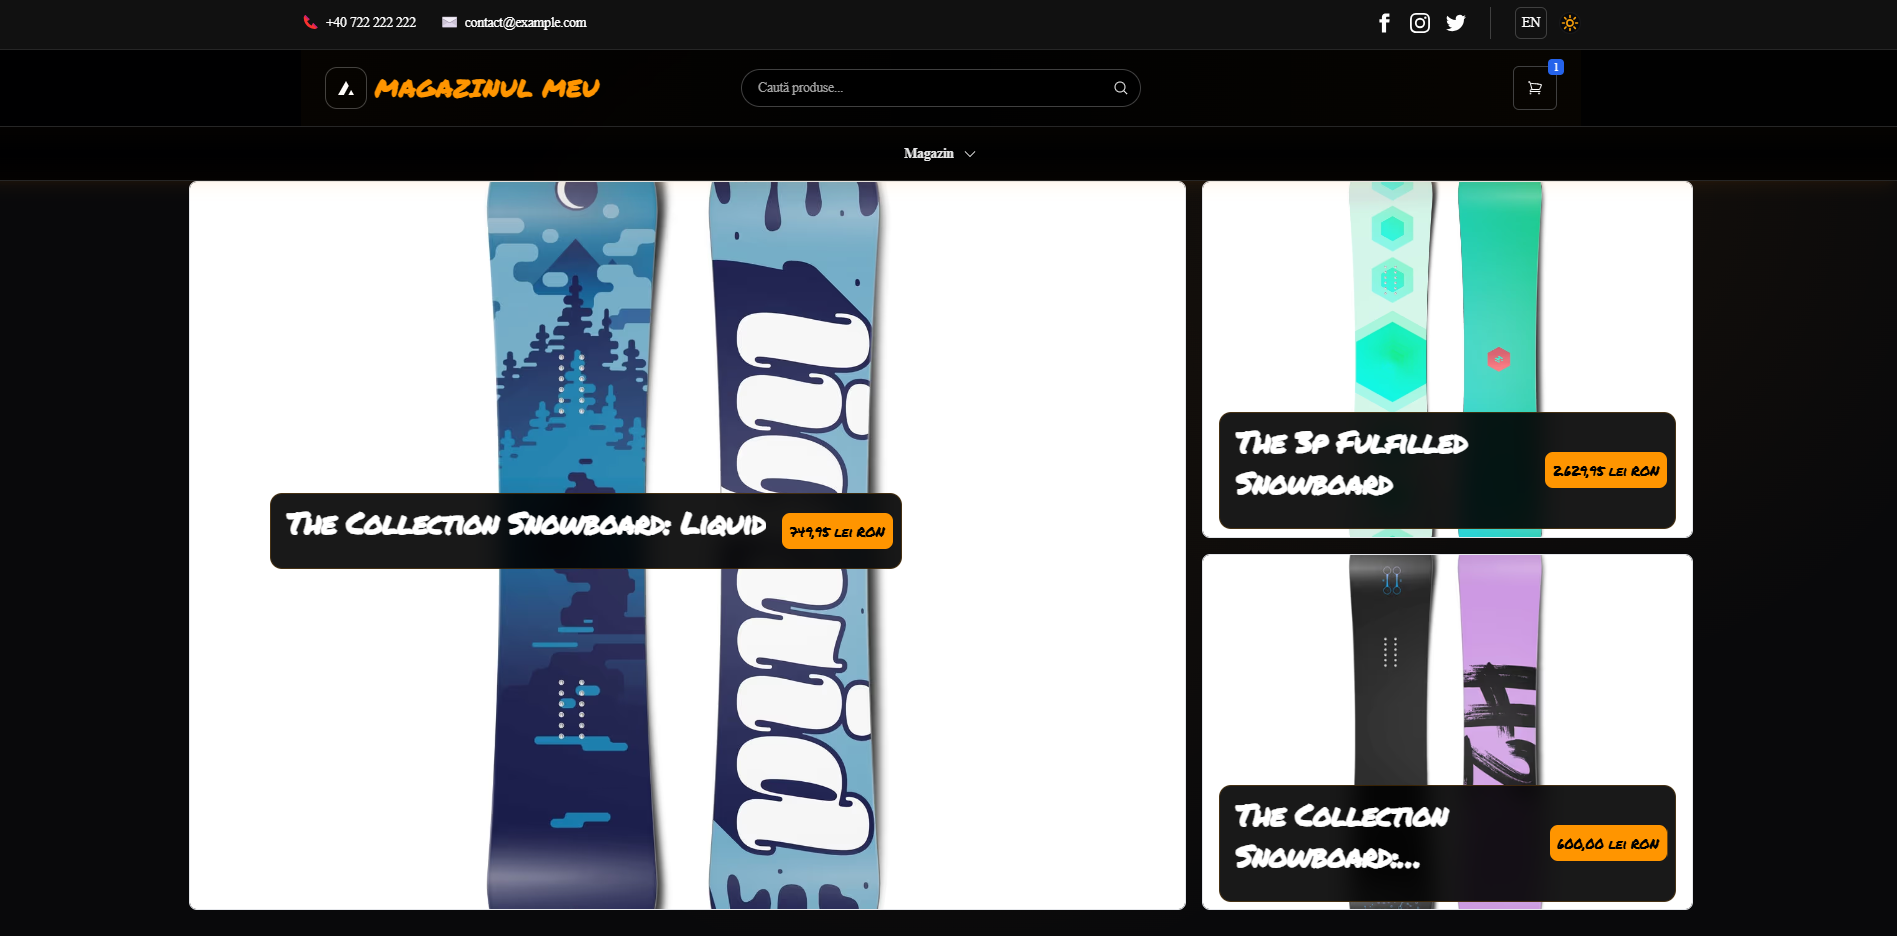 +40 722 222 222
contact@example.com
EN
MAGAZINUL MEU
Caută produse...
1
Magazin
liquid
The Collection Snowboard: Liquid
749,95 lei RON
The 3p Fulfilled
Snowboard
2.629,95 lei RON
The Collection
Snowboard:...
600,00 lei RON